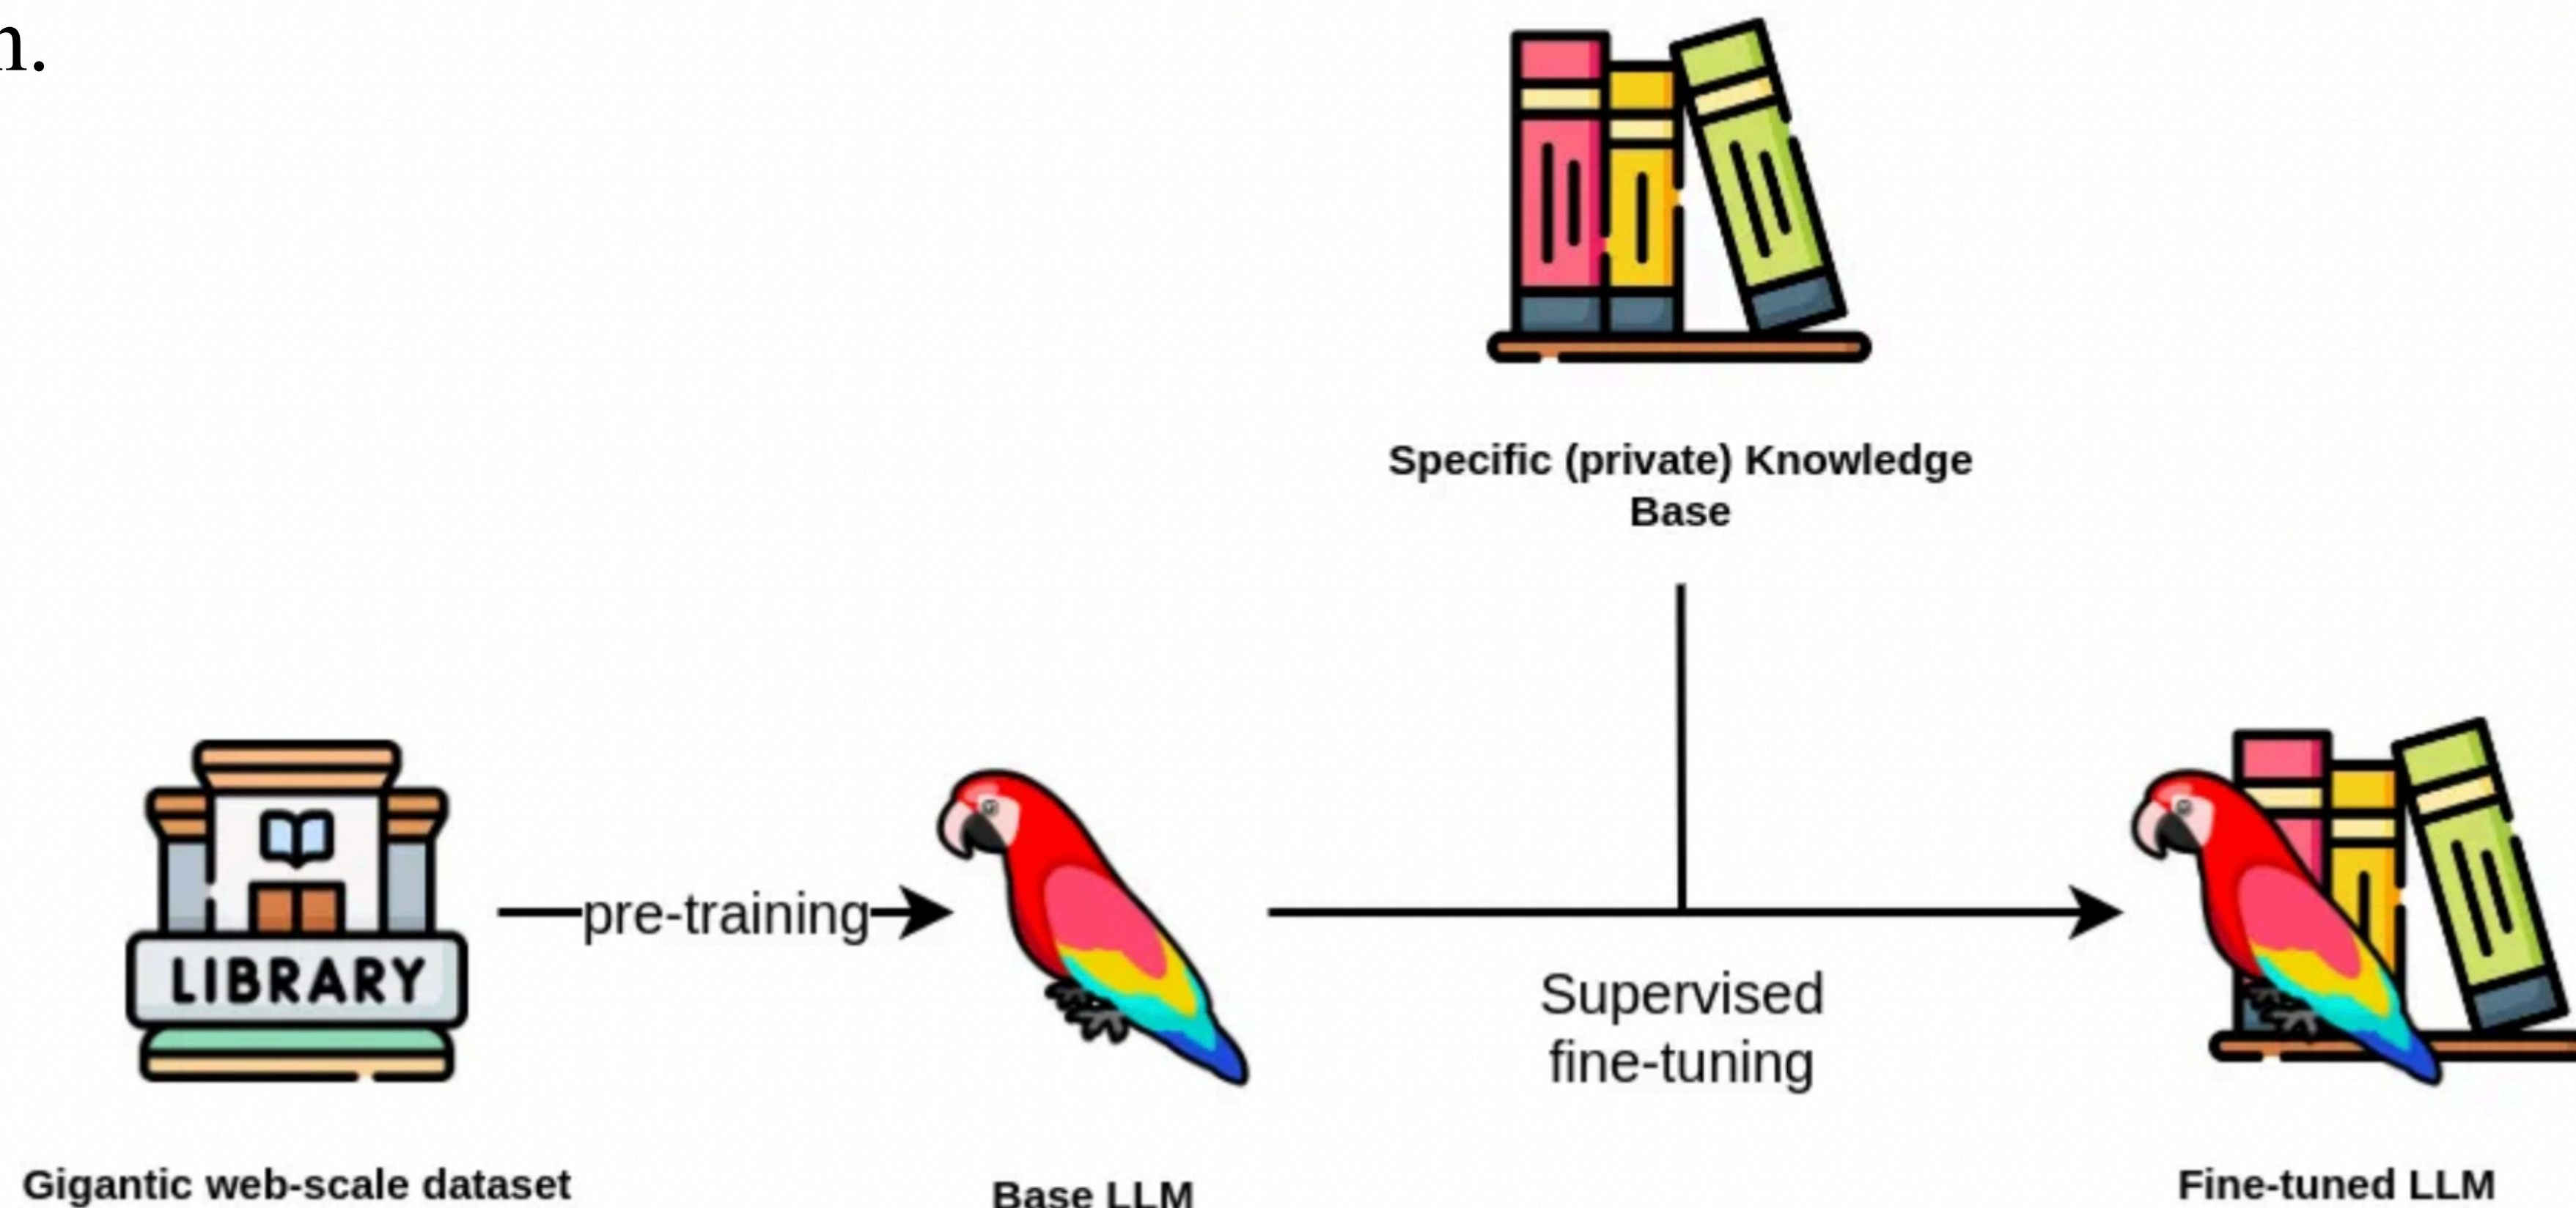 n.
Specific (private) Knowledge
Base
pre-training
LIBRARY
Supervised
fine-tuning
Gigantic web-scale dataset
Base LLM
Fine-tuned LLM